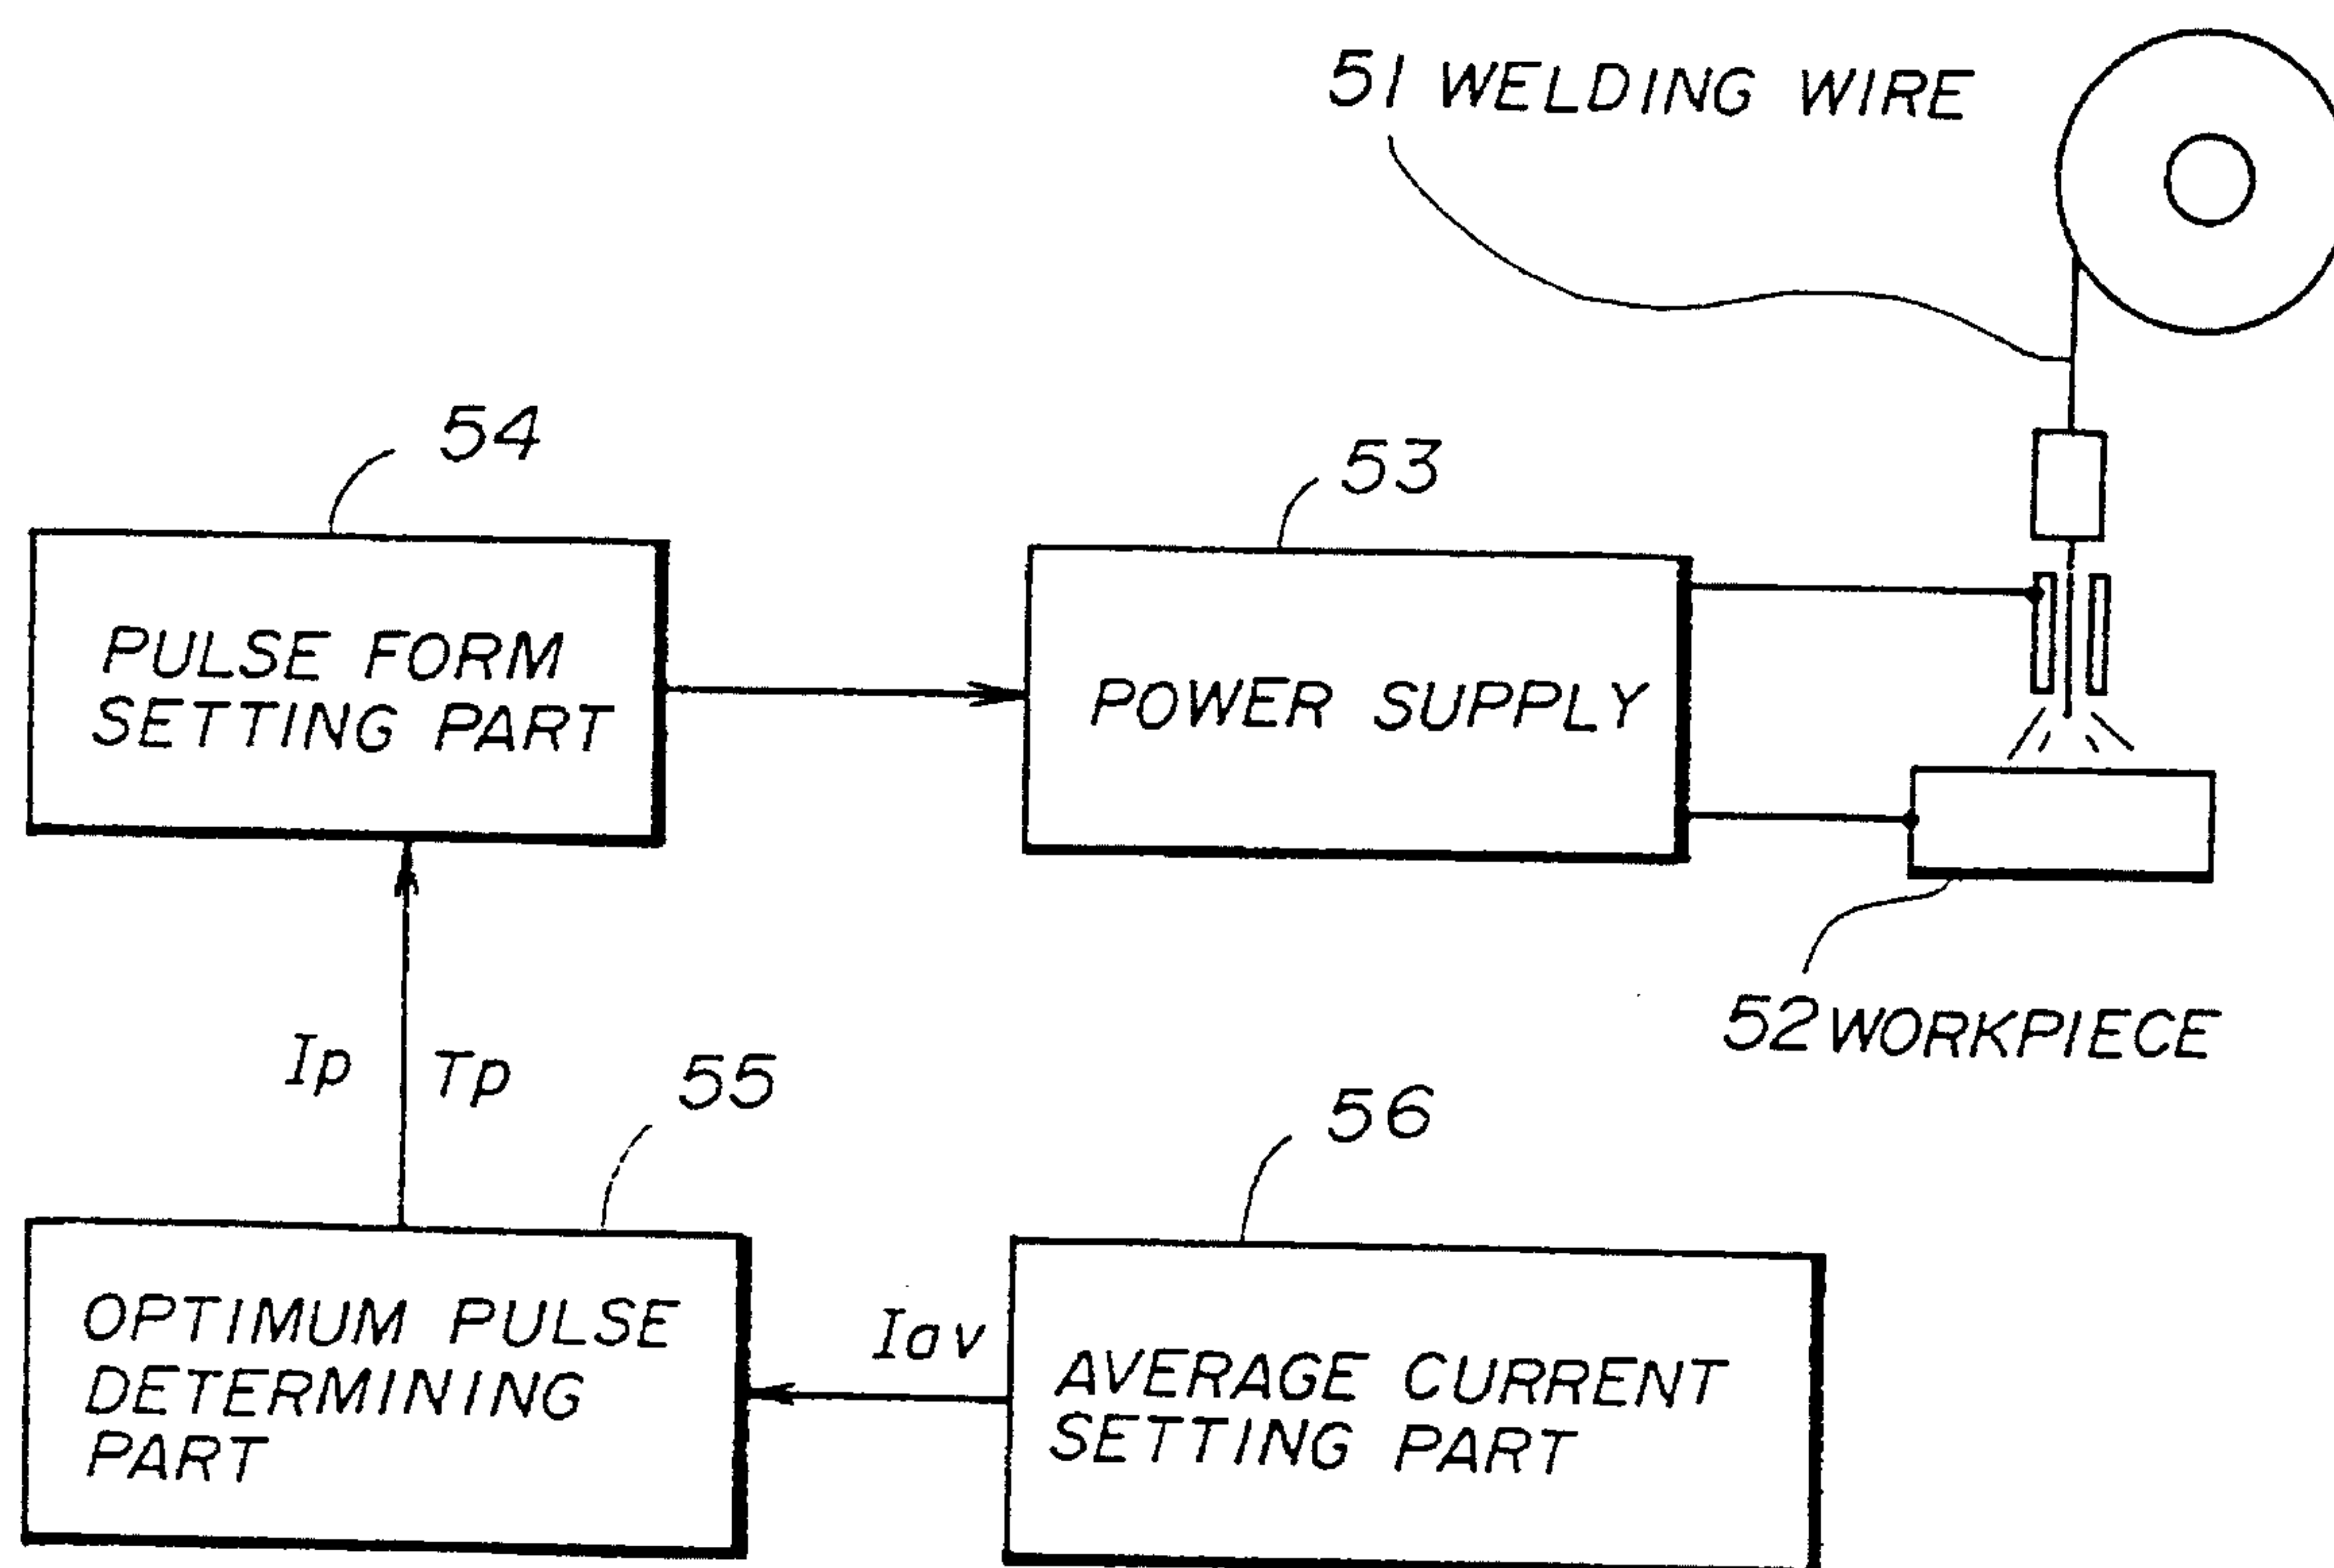 51 WELDING WIRE
54
53
PULSE FORM
SETTING PART
POWER SUPPLY
52 WORKPIECE
Ip Tp
55
56
OPTIMUM PULSE
DETERMINING
PART
Iav
AVERAGE CURRENT
SETTING PART